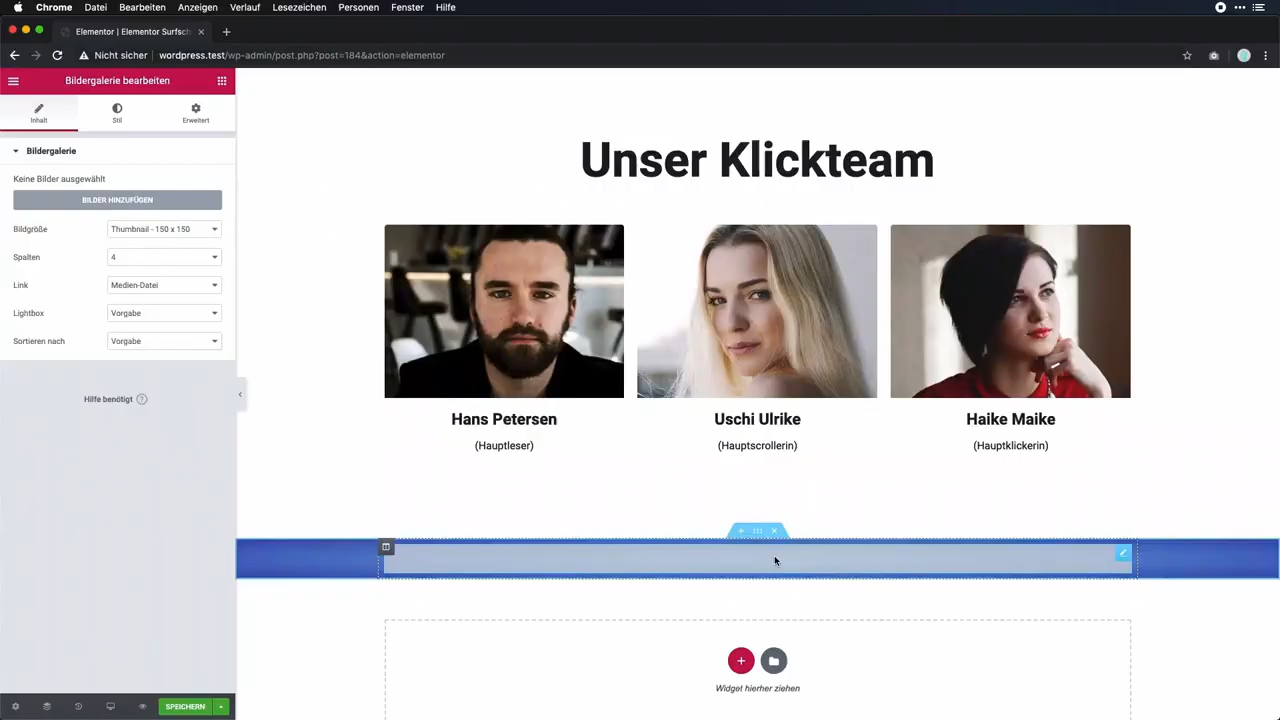 Chrome Datei Bearbeiten Anzeigen Verlauf Lesezeichen Personen Fenster Hilfe
Elementor | Elementor Surfsch
Nicht sicher wordpress.test/wp-admin/post.php?post=184&action=elementor
Bildergalerie bearbeiten
Inhalt Stil Erweitert
Bildergalerie
Keine Bilder ausgewählt
BILDER HINZUFÜGEN
Bildgröße Thumbnail - 150 x 150
Spalten 4
Link Medien-Datei
Lightbox Vorgabe
Sortieren nach Vorgabe
Hilfe benötigt ?
SPEICHERN
Unser Klickteam
Hans Petersen Uschi Ulrike Haike Maike
(Hauptleser) (Hauptscrollerin) (Hauptklickerin)
Widget hierher ziehen